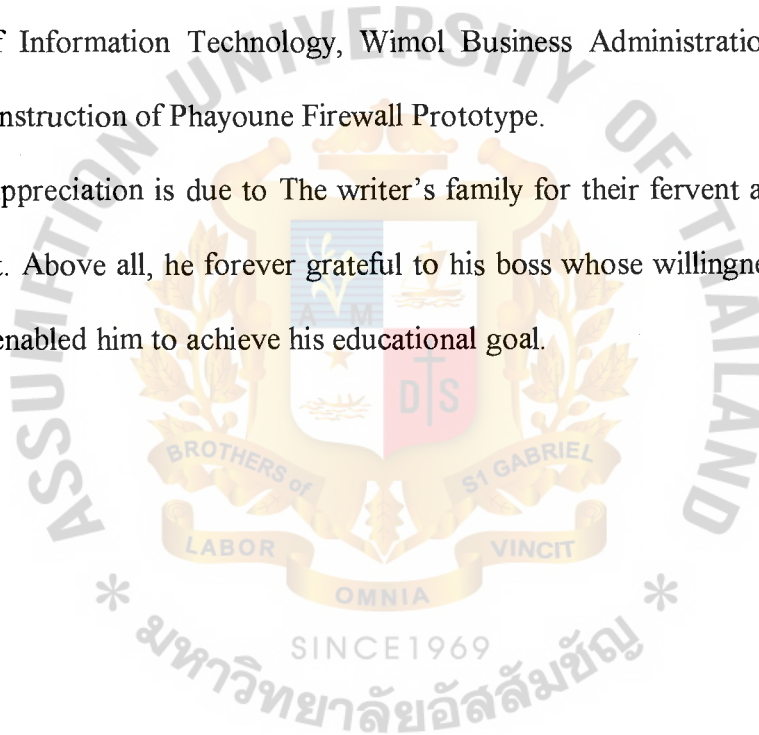 f Information Technology, Wimol Business Administratio
nstruction of Phayoune Firewall Prototype.
ppreciation is due to The writer's family for their fervent a
t. Above all, he forever grateful to his boss whose willingne
enabled him to achieve his educational goal.
ASSUMPTION UNIVERSITY OF THAILAND
A M
D S
BROTHERS of ST GABRIEL
LABOR OMNIA VINCIT
* SINCE1969 *
มหาวิทยาลัยอัสสัมชัญ